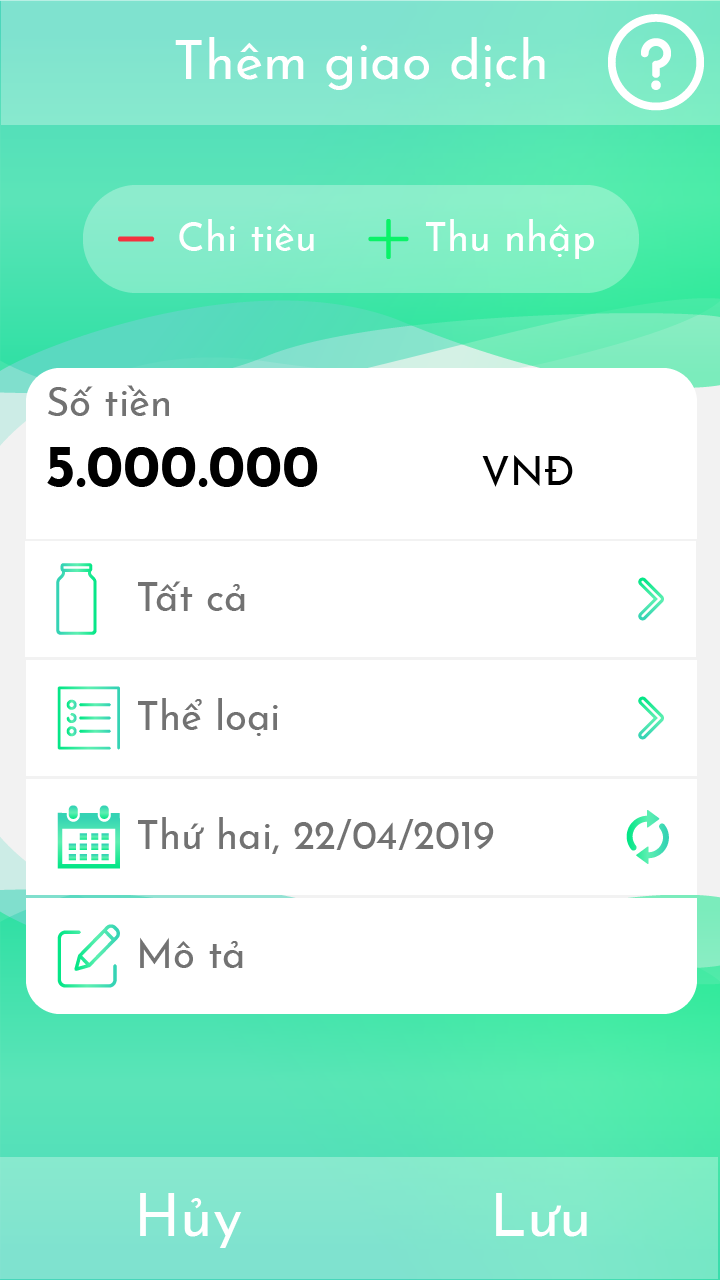 Thêm giao dịch ?
− Chi tiêu + Thu nhập
Số tiền
5.000.000 VNĐ
Tất cả
Thể loại
Thứ hai, 22/04/2019
Mô tả
Hủy Lưu